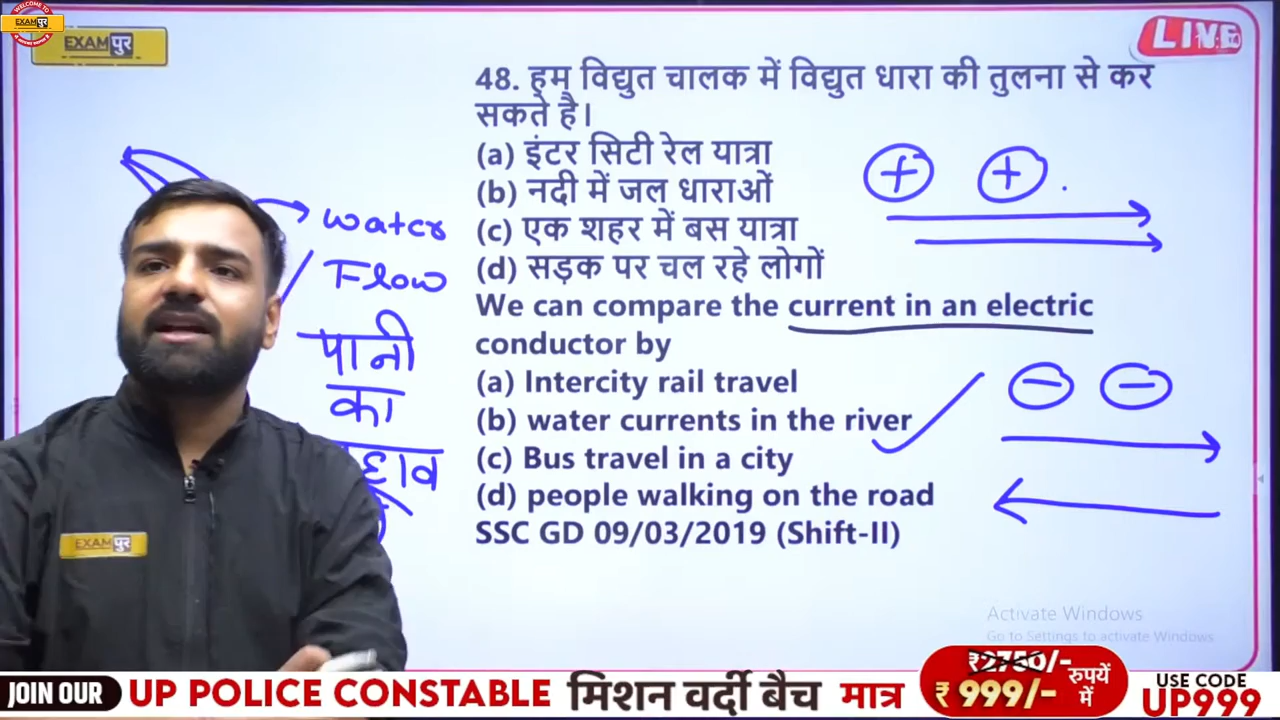 WELCOME TO
EXAMपुर
EXAMपुर
LIVE
48. हम विद्युत चालक में विद्युत धारा की तुलना से कर
सकते है।
(a) इंटर सिटी रेल यात्रा
(b) नदी में जल धाराओं
(c) एक शहर में बस यात्रा
(d) सड़क पर चल रहे लोगों
We can compare the current in an electric
conductor by
(a) Intercity rail travel
(b) water currents in the river
(c) Bus travel in a city
(d) people walking on the road
SSC GD 09/03/2019 (Shift-II)
water
Flow
पानी
का
+ +
− −
EXAMपुर
Activate Windows
Go to Settings to activate Windows
JOIN OUR UP POLICE CONSTABLE मिशन वर्दी बैच मात्र
₹2750/-
₹999/-
रुपयें
में
USE CODE
UP999